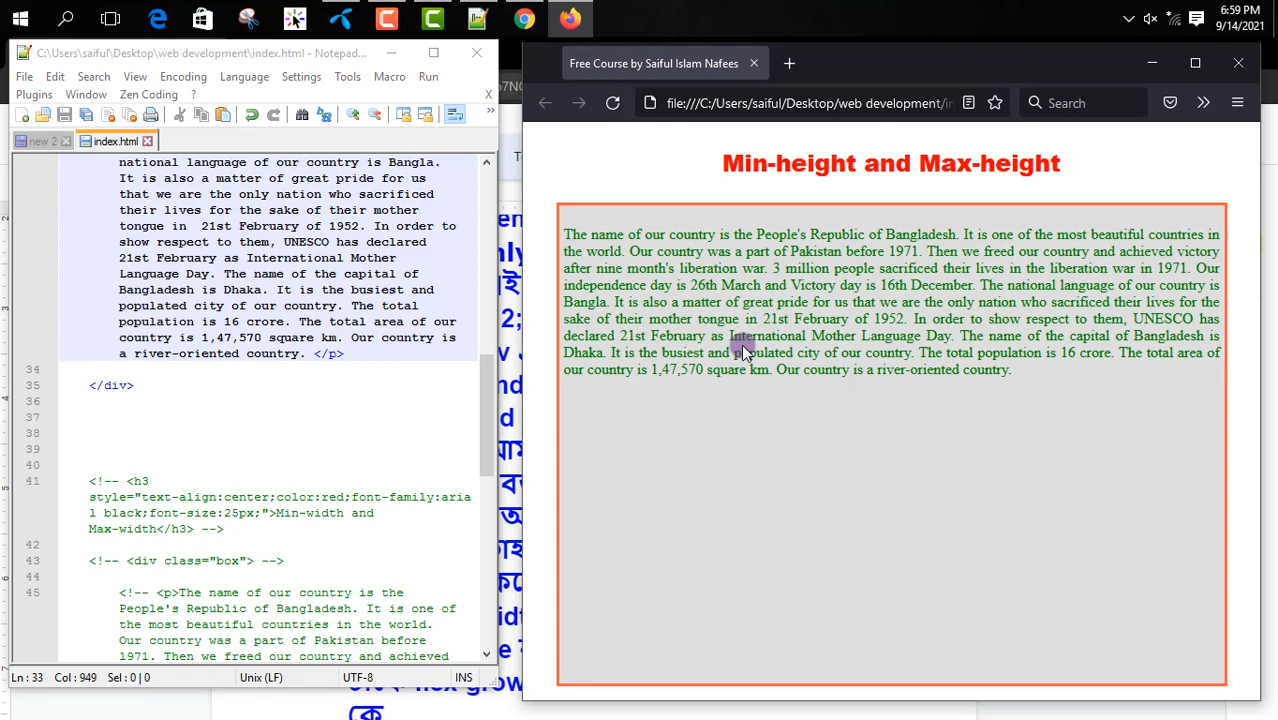 6:59 PM
9/14/2021
C:\Users\saiful\Desktop\web development\index.html - Notepad...
File Edit Search View Encoding Language Settings Tools Macro Run
Plugins Window Zen Coding ?
new 2 index.html
national language of our country is Bangla.
It is also a matter of great pride for us
that we are the only nation who sacrificed
their lives for the sake of their mother
tongue in 21st February of 1952. In order to
show respect to them, UNESCO has declared
21st February as International Mother
Language Day. The name of the capital of
Bangladesh is Dhaka. It is the busiest and
populated city of our country. The total
population is 16 crore. The total area of our
country is 1,47,570 square km. Our country is
a river-oriented country. </p>
34
35 </div>
36
37
38
39
40
41 <!-- <h3
style="text-align:center;color:red;font-family:aria
l black;font-size:25px;">Min-width and
Max-width</h3> -->
42
43 <!-- <div class="box"> -->
44
45 <!-- <p>The name of our country is the
People's Republic of Bangladesh. It is one of
the most beautiful countries in the world.
Our country was a part of Pakistan before
1971. Then we freed our country and achieved
Ln : 33 Col : 949 Sel : 0 | 0 Unix (LF) UTF-8 INS
Free Course by Saiful Islam Nafees
file:///C:/Users/saiful/Desktop/web development/in
Search
Min-height and Max-height
The name of our country is the People's Republic of Bangladesh. It is one of the most beautiful countries in
the world. Our country was a part of Pakistan before 1971. Then we freed our country and achieved victory
after nine month's liberation war. 3 million people sacrificed their lives in the liberation war in 1971. Our
independence day is 26th March and Victory day is 16th December. The national language of our country is
Bangla. It is also a matter of great pride for us that we are the only nation who sacrificed their lives for the
sake of their mother tongue in 21st February of 1952. In order to show respect to them, UNESCO has
declared 21st February as International Mother Language Day. The name of the capital of Bangladesh is
Dhaka. It is the busiest and populated city of our country. The total population is 16 crore. The total area of
our country is 1,47,570 square km. Our country is a river-oriented country.